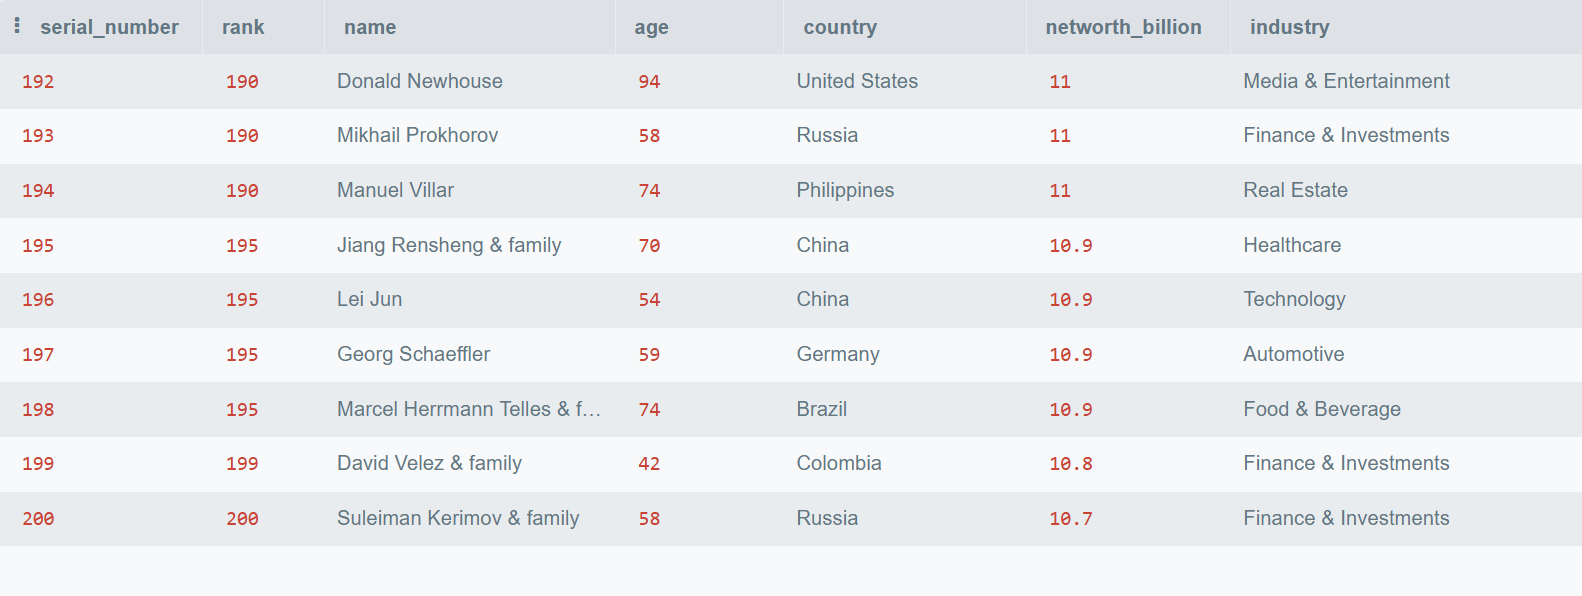 serial_number rank name age country networth_billion industry
192 190 Donald Newhouse 94 United States 11 Media & Entertainment
193 190 Mikhail Prokhorov 58 Russia 11 Finance & Investments
194 190 Manuel Villar 74 Philippines 11 Real Estate
195 195 Jiang Rensheng & family 70 China 10.9 Healthcare
196 195 Lei Jun 54 China 10.9 Technology
197 195 Georg Schaeffler 59 Germany 10.9 Automotive
198 195 Marcel Herrmann Telles & f... 74 Brazil 10.9 Food & Beverage
199 199 David Velez & family 42 Colombia 10.8 Finance & Investments
200 200 Suleiman Kerimov & family 58 Russia 10.7 Finance & Investments